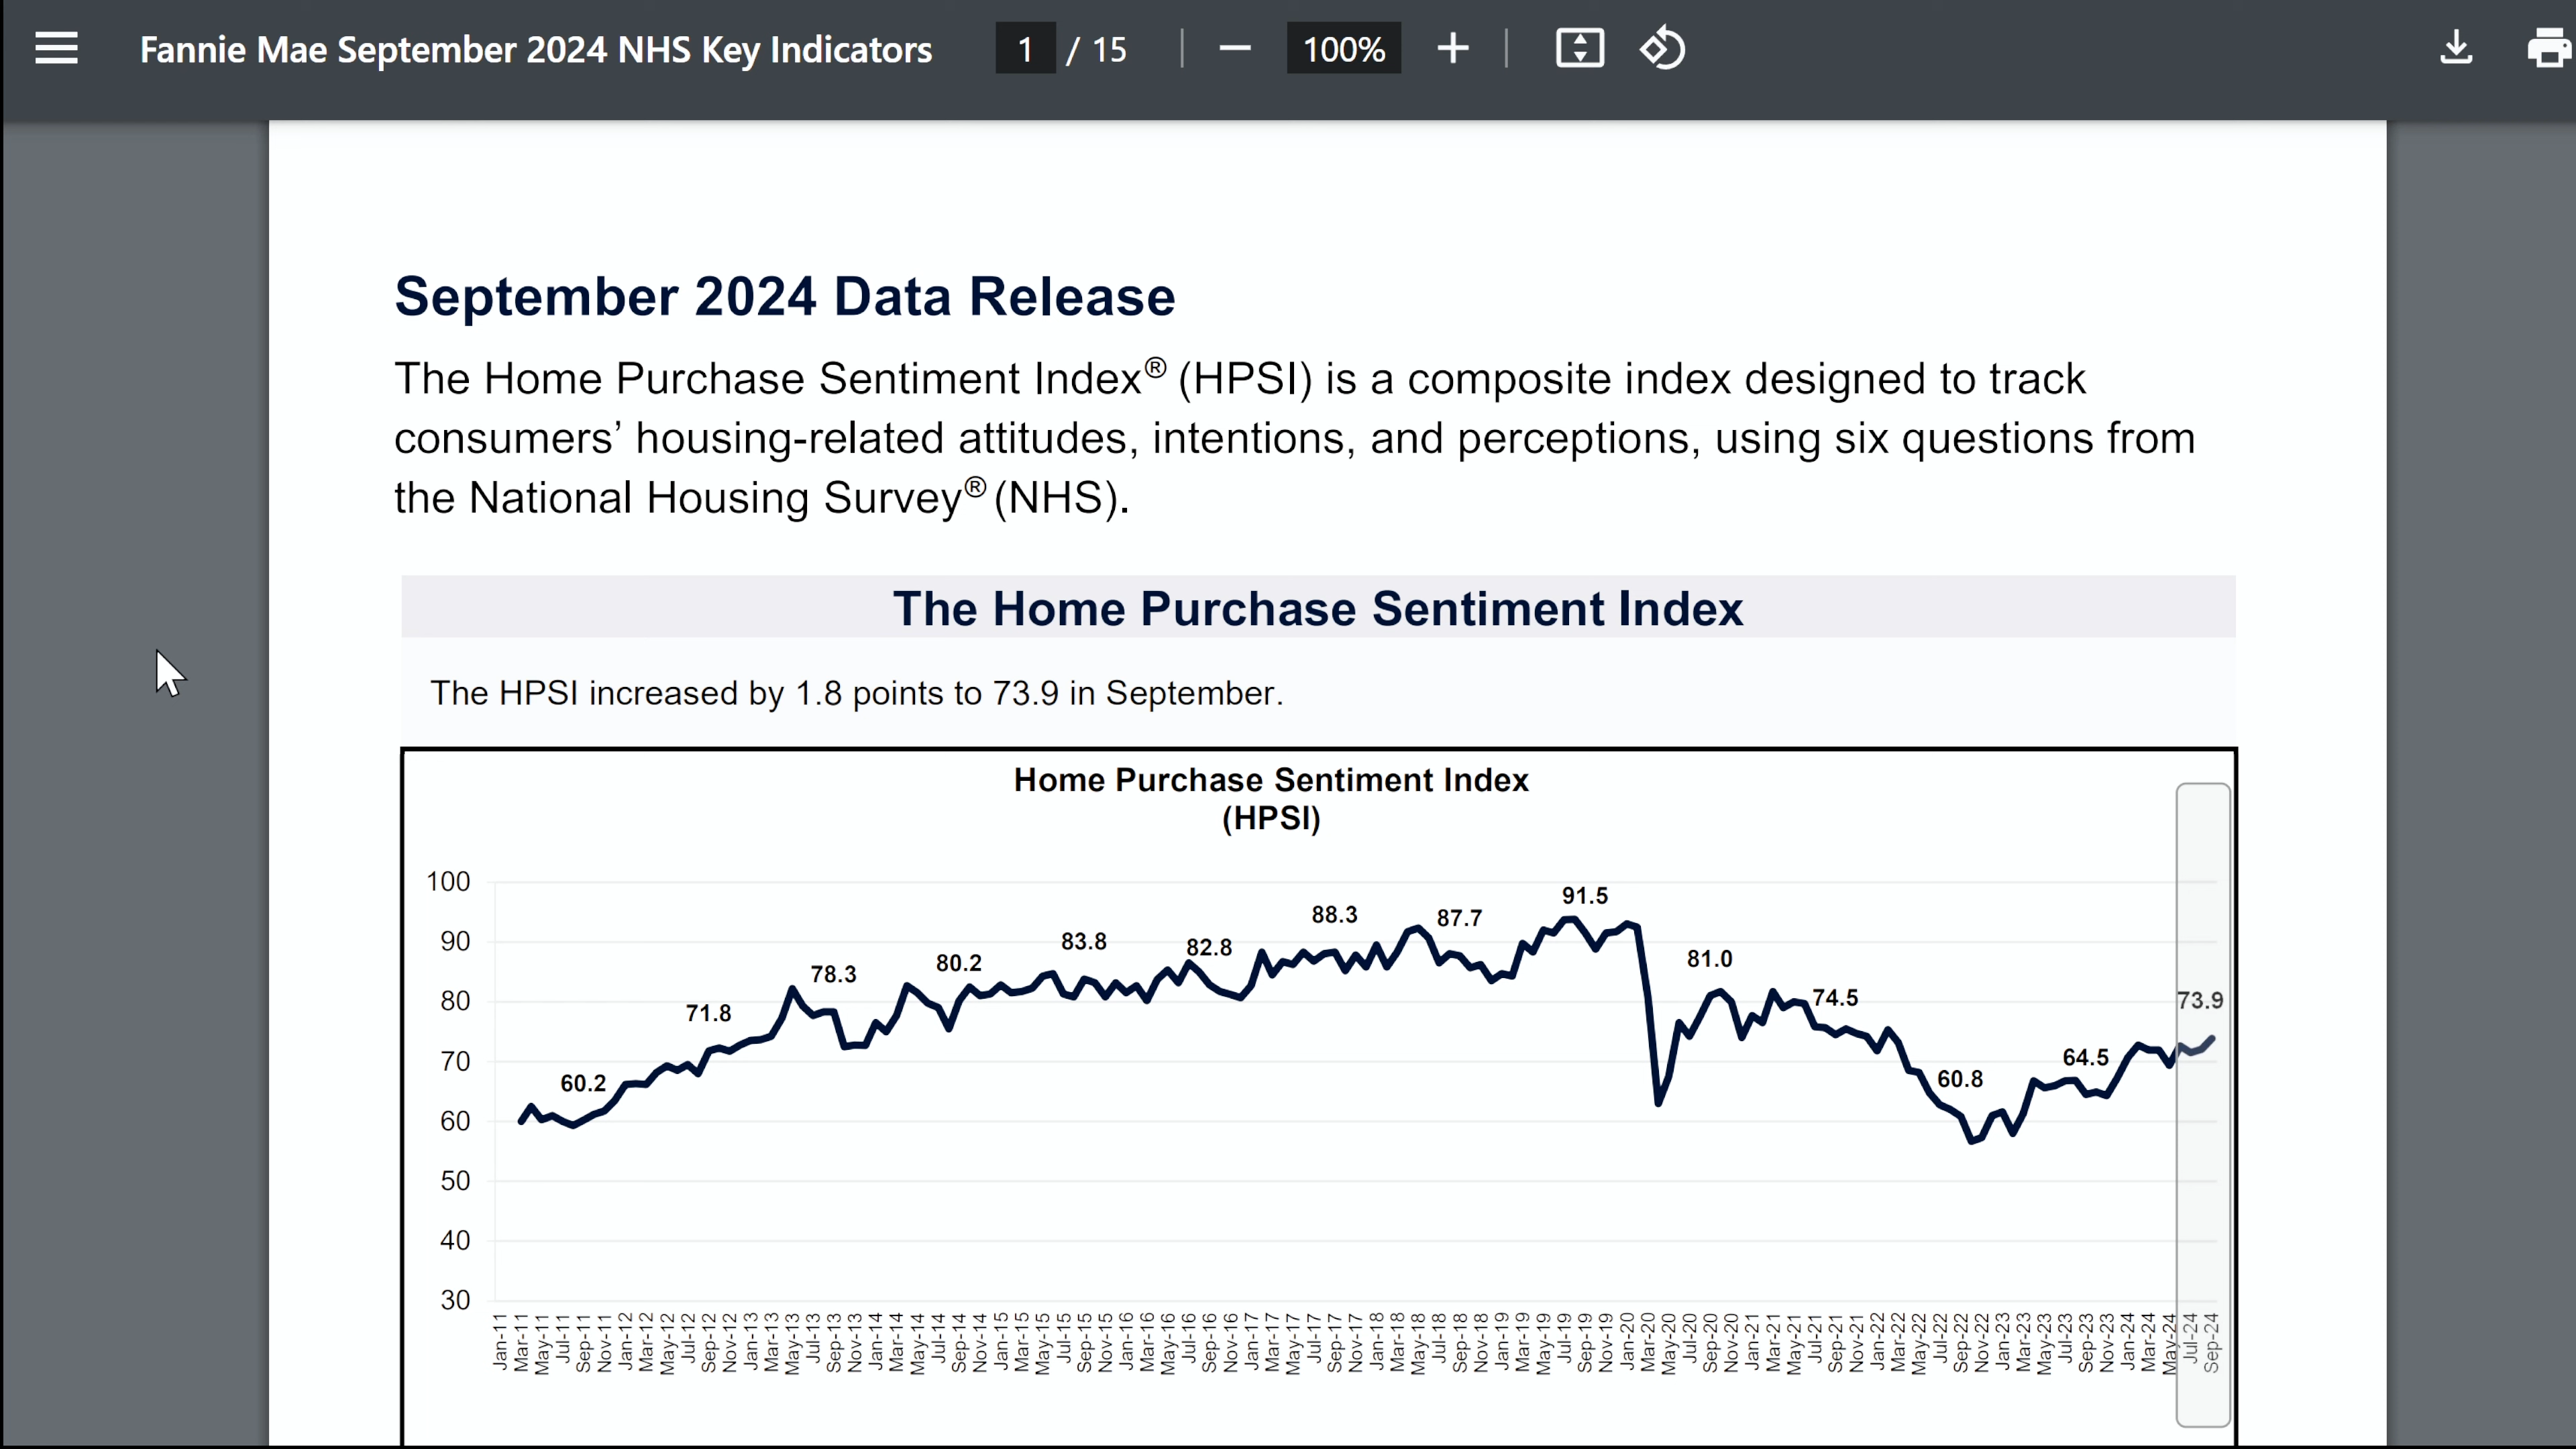 Fannie Mae September 2024 NHS Key Indicators 1 / 15 100%
September 2024 Data Release
The Home Purchase Sentiment Index® (HPSI) is a composite index designed to track
consumers’ housing-related attitudes, intentions, and perceptions, using six questions from
the National Housing Survey® (NHS).
The Home Purchase Sentiment Index
The HPSI increased by 1.8 points to 73.9 in September.
Home Purchase Sentiment Index
(HPSI)
100
90
80
70
60
50
40
30
60.2
71.8
78.3
80.2
83.8
82.8
88.3
87.7
91.5
81.0
74.5
60.8
64.5
73.9
Jan-11
Mar-11
May-11
Jul-11
Sep-11
Nov-11
Jan-12
Mar-12
May-12
Jul-12
Sep-12
Nov-12
Jan-13
Mar-13
May-13
Jul-13
Sep-13
Nov-13
Jan-14
Mar-14
May-14
Jul-14
Sep-14
Nov-14
Jan-15
Mar-15
May-15
Jul-15
Sep-15
Nov-15
Jan-16
Mar-16
May-16
Jul-16
Sep-16
Nov-16
Jan-17
Mar-17
May-17
Jul-17
Sep-17
Nov-17
Jan-18
Mar-18
May-18
Jul-18
Sep-18
Nov-18
Jan-19
Mar-19
May-19
Jul-19
Sep-19
Nov-19
Jan-20
Mar-20
May-20
Jul-20
Sep-20
Nov-20
Jan-21
Mar-21
May-21
Jul-21
Sep-21
Nov-21
Jan-22
Mar-22
May-22
Jul-22
Sep-22
Nov-22
Jan-23
Mar-23
May-23
Jul-23
Sep-23
Nov-23
Jan-24
Mar-24
May-24
Jul-24
Sep-24